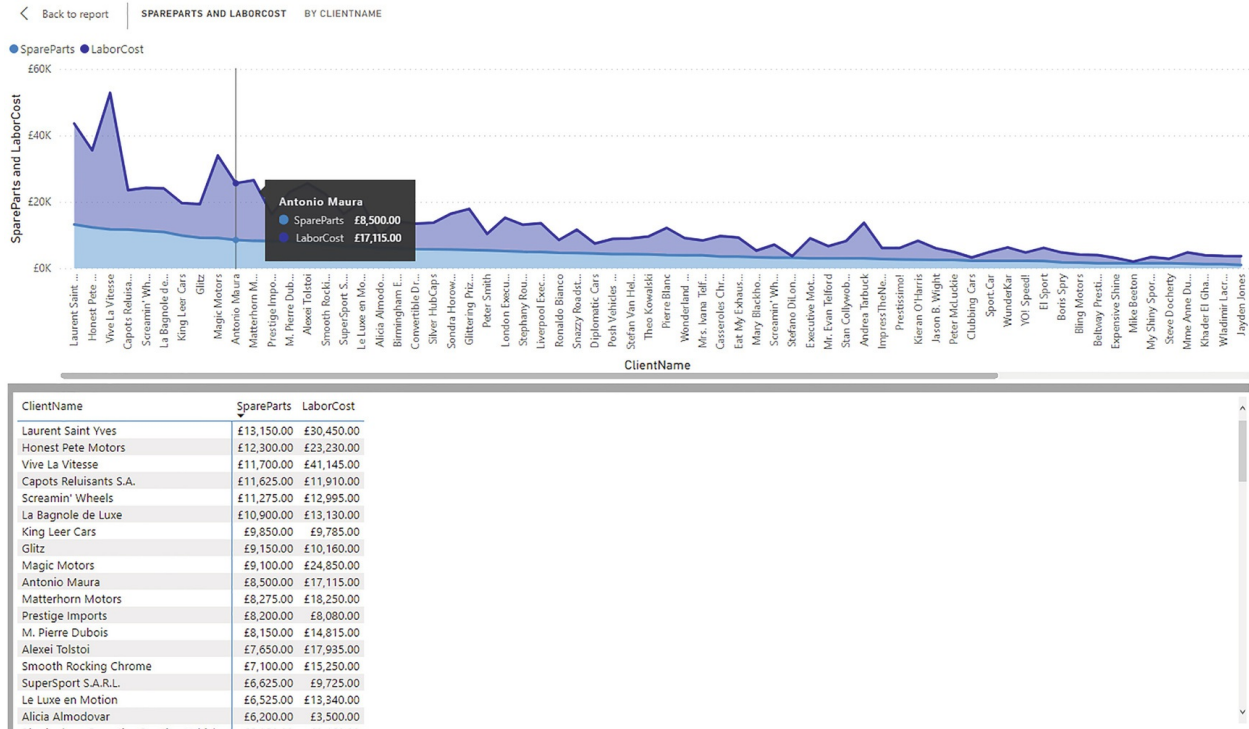 Back to report
SPAREPARTS AND LABORCOST
BY CLIENTNAME
SpareParts LaborCost
£60K
£40K
£20K
£0K
SpareParts and LaborCost
Antonio Maura
SpareParts £8,500.00
LaborCost £17,115.00
Laurent Saint ...
Honest Pete ...
Vive La Vitesse
Capots Reluisa...
Screamin' Wh...
La Bagnole de...
King Leer Cars
Glitz
Magic Motors
Antonio Maura
Matterhorn M...
Prestige Impo...
M. Pierre Dub...
Alexei Tolstoi
Smooth Rocki...
SuperSport S....
Le Luxe en Mo...
Alicia Almodo...
Birmingham E...
Convertible Dr...
Silver HubCaps
Sondra Horow...
Glittering Priz...
Peter Smith
London Execu...
Stephany Rou...
Liverpool Exec...
Ronaldo Bianco
Snazzy Roadst...
Diplomatic Cars
Posh Vehicles ...
Stefan Van Hel...
Theo Kowalski
Pierre Blanc
Wonderland ...
Mrs. Ivana Telf...
Casseroles Chr...
Eat My Exhaus...
Mary Blackho...
Screamin' Wh...
Stefano DiLon...
Executive Mot...
Mr. Evan Telford
Stan Collywob...
Andrea Tarbuck
ImpressTheNe...
Prestissimo!
Kieran O'Harris
Jason B. Wight
Peter McLuckie
Clubbing Cars
Sport.Car
WunderKar
YO! Speed!
El Sport
Boris Spry
Bling Motors
Beltway Presti...
Expensive Shine
Mike Beeton
My Shiny Spor...
Steve Docherty
Mme Anne Du...
Khader El Gha...
Wladimir Lacr...
Jayden Jones
ClientName
ClientName SpareParts LaborCost
Laurent Saint Yves £13,150.00 £30,450.00
Honest Pete Motors £12,300.00 £23,230.00
Vive La Vitesse £11,700.00 £41,145.00
Capots Reluisants S.A. £11,625.00 £11,910.00
Screamin' Wheels £11,275.00 £12,995.00
La Bagnole de Luxe £10,900.00 £13,130.00
King Leer Cars £9,850.00 £9,785.00
Glitz £9,150.00 £10,160.00
Magic Motors £9,100.00 £24,850.00
Antonio Maura £8,500.00 £17,115.00
Matterhorn Motors £8,275.00 £18,250.00
Prestige Imports £8,200.00 £8,080.00
M. Pierre Dubois £8,150.00 £14,815.00
Alexei Tolstoi £7,650.00 £17,935.00
Smooth Rocking Chrome £7,100.00 £15,250.00
SuperSport S.A.R.L. £6,625.00 £9,725.00
Le Luxe en Motion £6,525.00 £13,340.00
Alicia Almodovar £6,200.00 £3,500.00